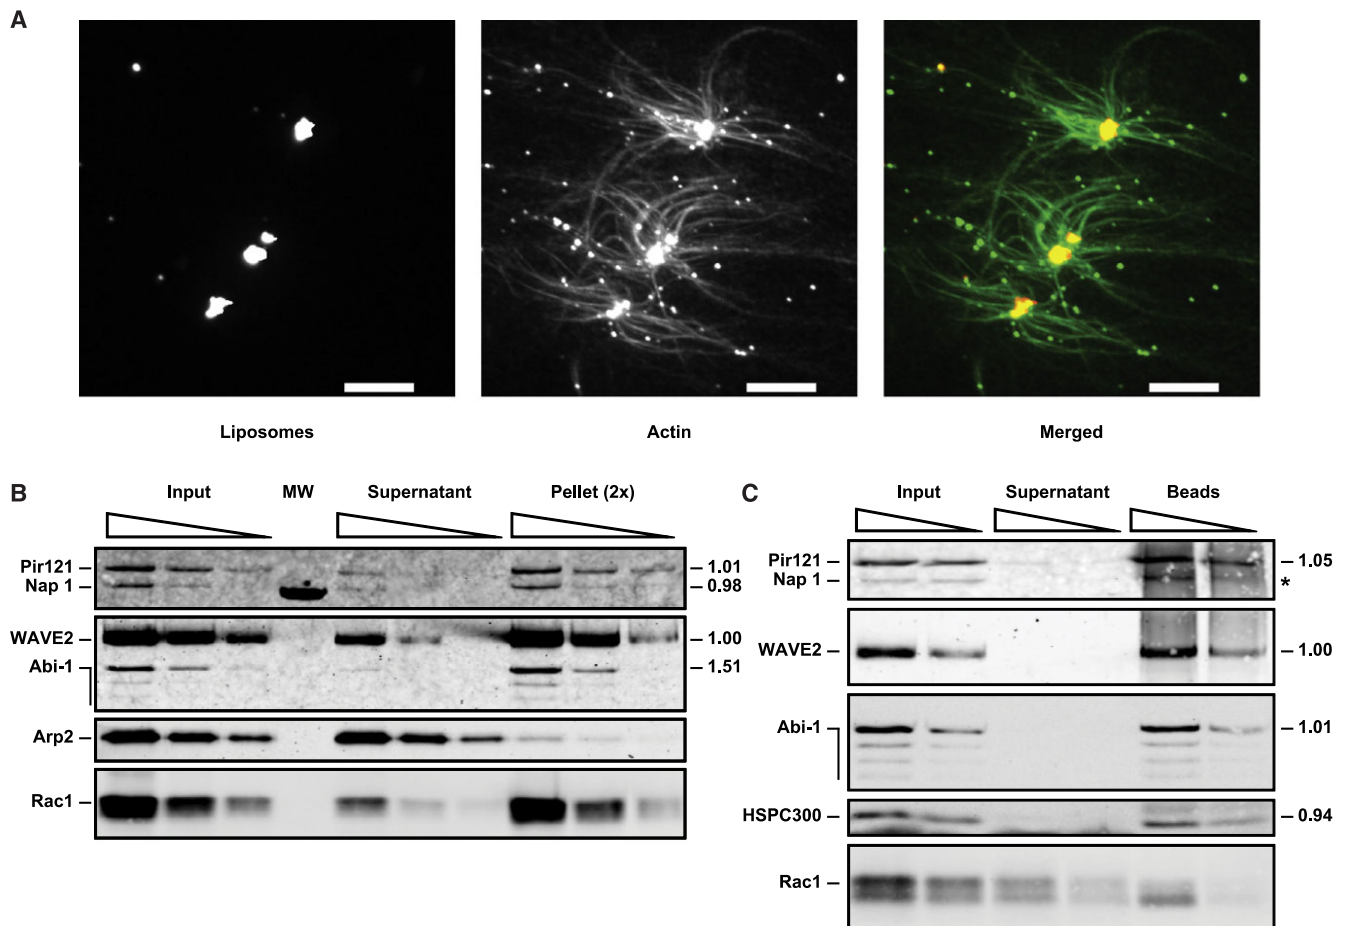 A
Liposomes
Actin
Merged
B
Input MW Supernatant Pellet (2x)
Pir121 – – 1.01
Nap 1 – – 0.98
WAVE2 – – 1.00
Abi-1 – 1.51
Arp2 –
Rac1 –
C
Input Supernatant Beads
Pir121 – – 1.05
Nap 1 – *
WAVE2 – – 1.00
Abi-1 – 1.01
HSPC300 – – 0.94
Rac1 –